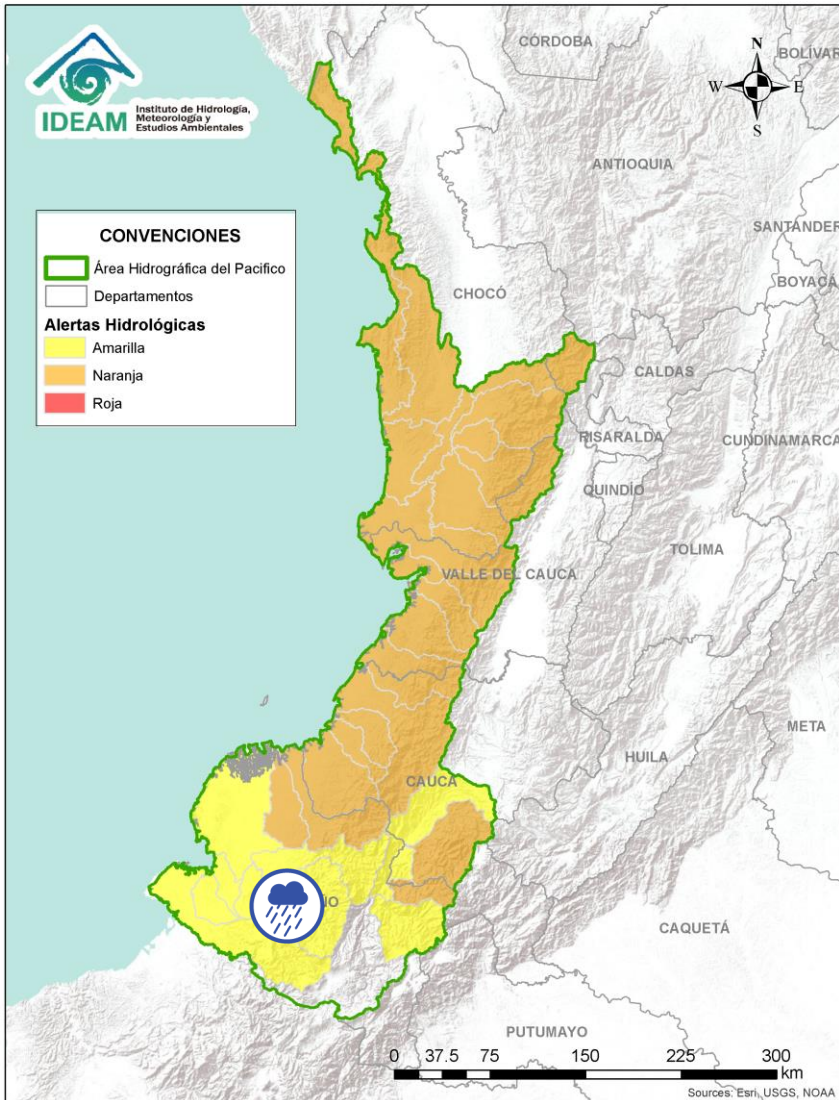 IDEAM
Instituto de Hidrología,
Meteorología y
Estudios Ambientales
CÓRDOBA
BOLÍVAR
N
W
E
S
ANTIOQUIA
CONVENCIONES
Área Hidrográfica del Pacifico
Departamentos
Alertas Hidrológicas
Amarilla
Naranja
Roja
SANTANDER
BOYACÁ
CHOCÓ
CALDAS
RISARALDA
CUNDINAMARCA
QUINDÍO
TOLIMA
VALLE DEL CAUCA
META
HUILA
CAUCA
CAQUETÁ
PUTUMAYO
0 37.5 75 150 225 300
km
Sources: Esri, USGS, NOAA